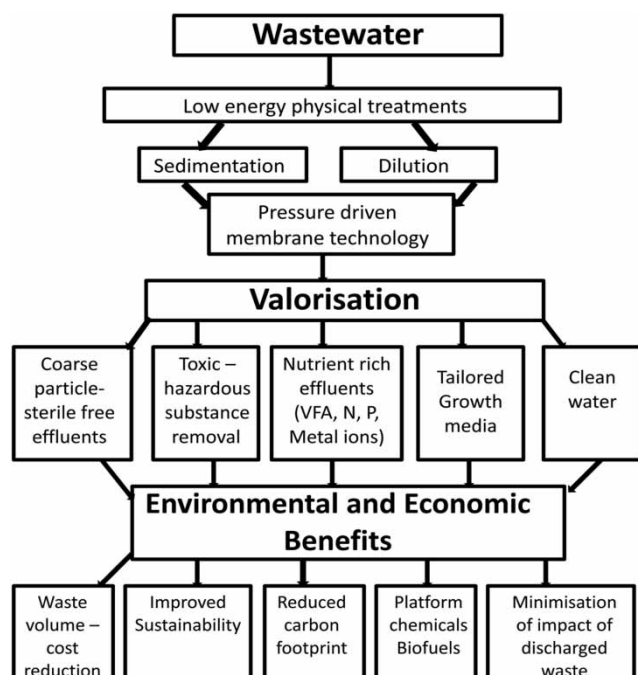 Wastewater
Low energy physical treatments
Sedimentation
Dilution
Pressure driven
membrane technology
Valorisation
Coarse
particle-
sterile free
effluents
Toxic –
hazardous
substance
removal
Nutrient rich
effluents
(VFA, N, P,
Metal ions)
Tailored
Growth
media
Clean
water
Environmental and Economic
Benefits
Waste
volume –
cost
reduction
Improved
Sustainability
Reduced
carbon
footprint
Platform
chemicals
Biofuels
Minimisation
of impact of
discharged
waste